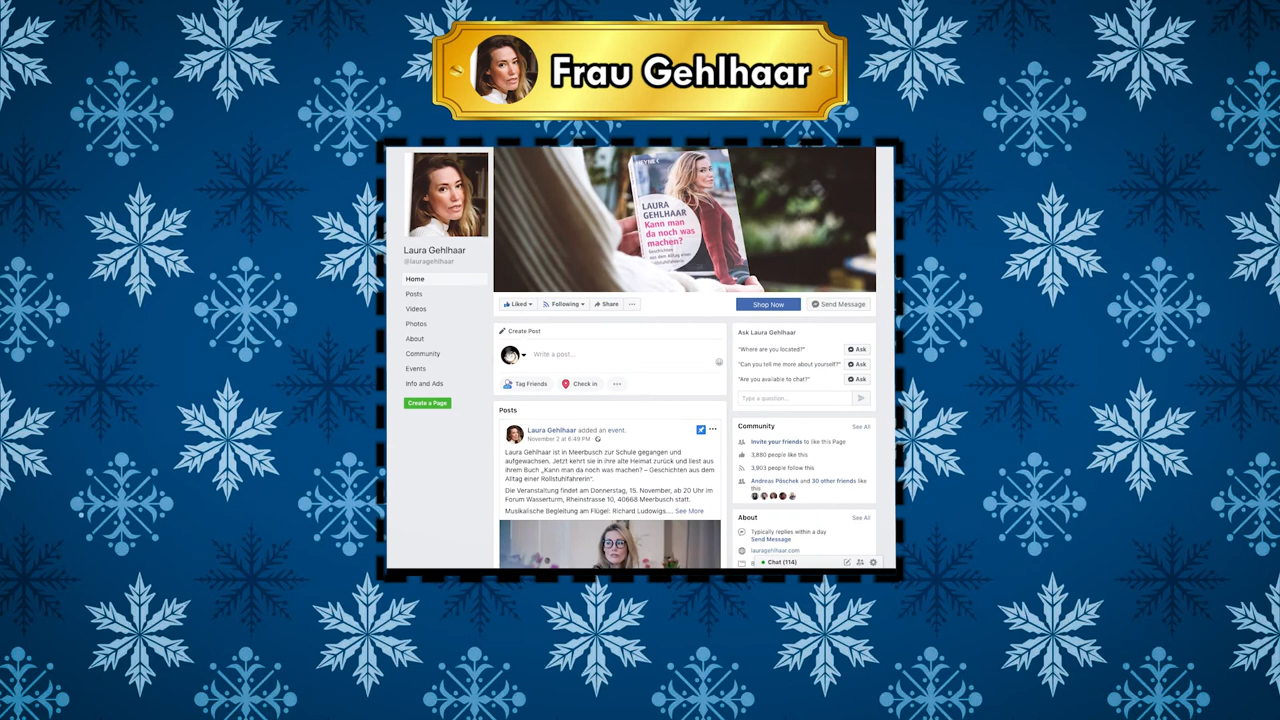 Frau Gehlhaar
HEYNE
LAURA
GEHLHAAR
Kann man
da noch was
machen?
Geschichten
aus dem Alltag einer
Rollstuhlfahrerin
Laura Gehlhaar
@lauragehlhaar
Home
Posts
Videos
Photos
About
Community
Events
Info and Ads
Create a Page
Liked
Following
Share
Shop Now
Send Message
Create Post
Write a post...
Tag Friends
Check in
Posts
Laura Gehlhaar added an event.
November 2 at 6:49 PM
Laura Gehlhaar ist in Meerbusch zur Schule gegangen und
aufgewachsen. Jetzt kehrt sie in ihre alte Heimat zurück und liest aus
ihrem Buch „Kann man da noch was machen? – Geschichten aus dem
Alltag einer Rollstuhlfahrerin“.
Die Veranstaltung findet am Donnerstag, 15. November, ab 20 Uhr im
Forum Wasserturm, Rheinstrasse 10, 40668 Meerbusch statt.
Musikalische Begleitung am Flügel: Richard Ludowigs.... See More
Ask Laura Gehlhaar
"Where are you located?" Ask
"Can you tell me more about yourself?" Ask
"Are you available to chat?" Ask
Type a question...
Community See All
Invite your friends to like this Page
3,880 people like this
3,903 people follow this
Andreas Pöschek and 30 other friends like
this
About See All
Typically replies within a day
Send Message
lauragehlhaar.com
Chat (114)